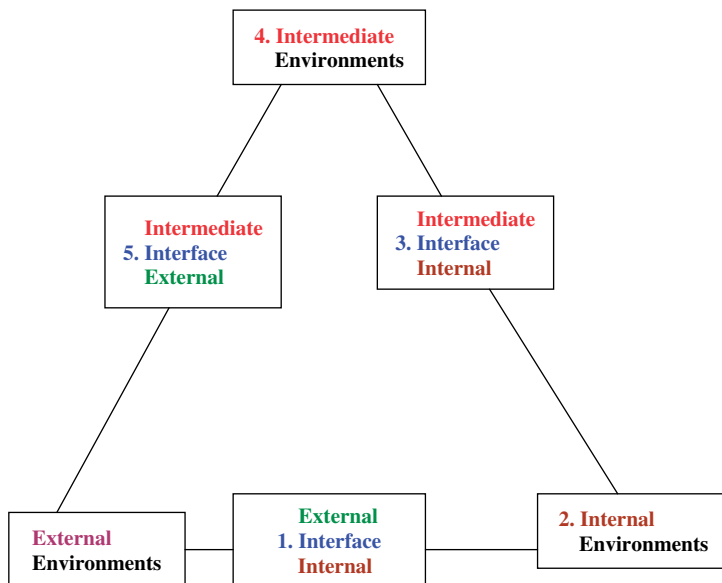 4. Intermediate
Environments
Intermediate
5. Interface
External
Intermediate
3. Interface
Internal
External
Environments
External
1. Interface
Internal
2. Internal
Environments